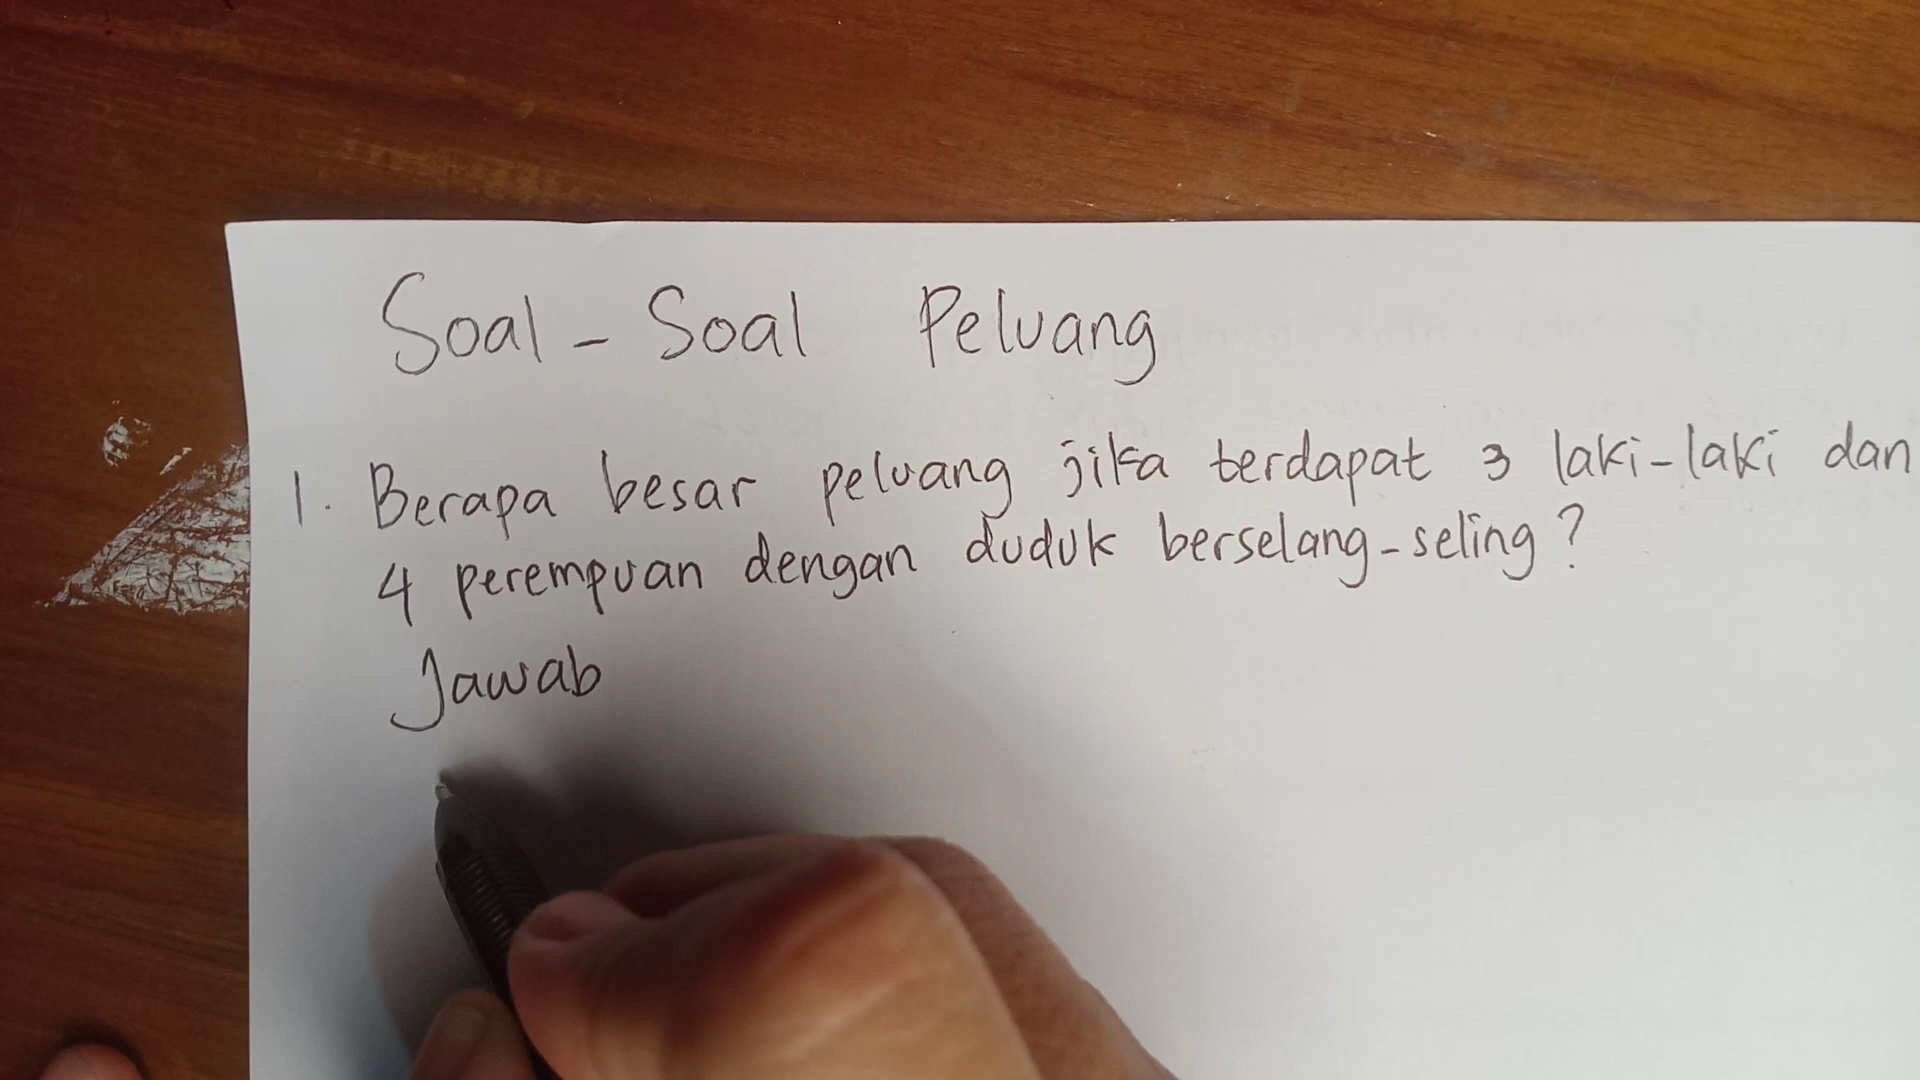 Soal - Soal Peluang
1. Berapa besar peluang jika terdapat 3 laki-laki dan
4 perempuan dengan duduk berselang-seling?
Jawab